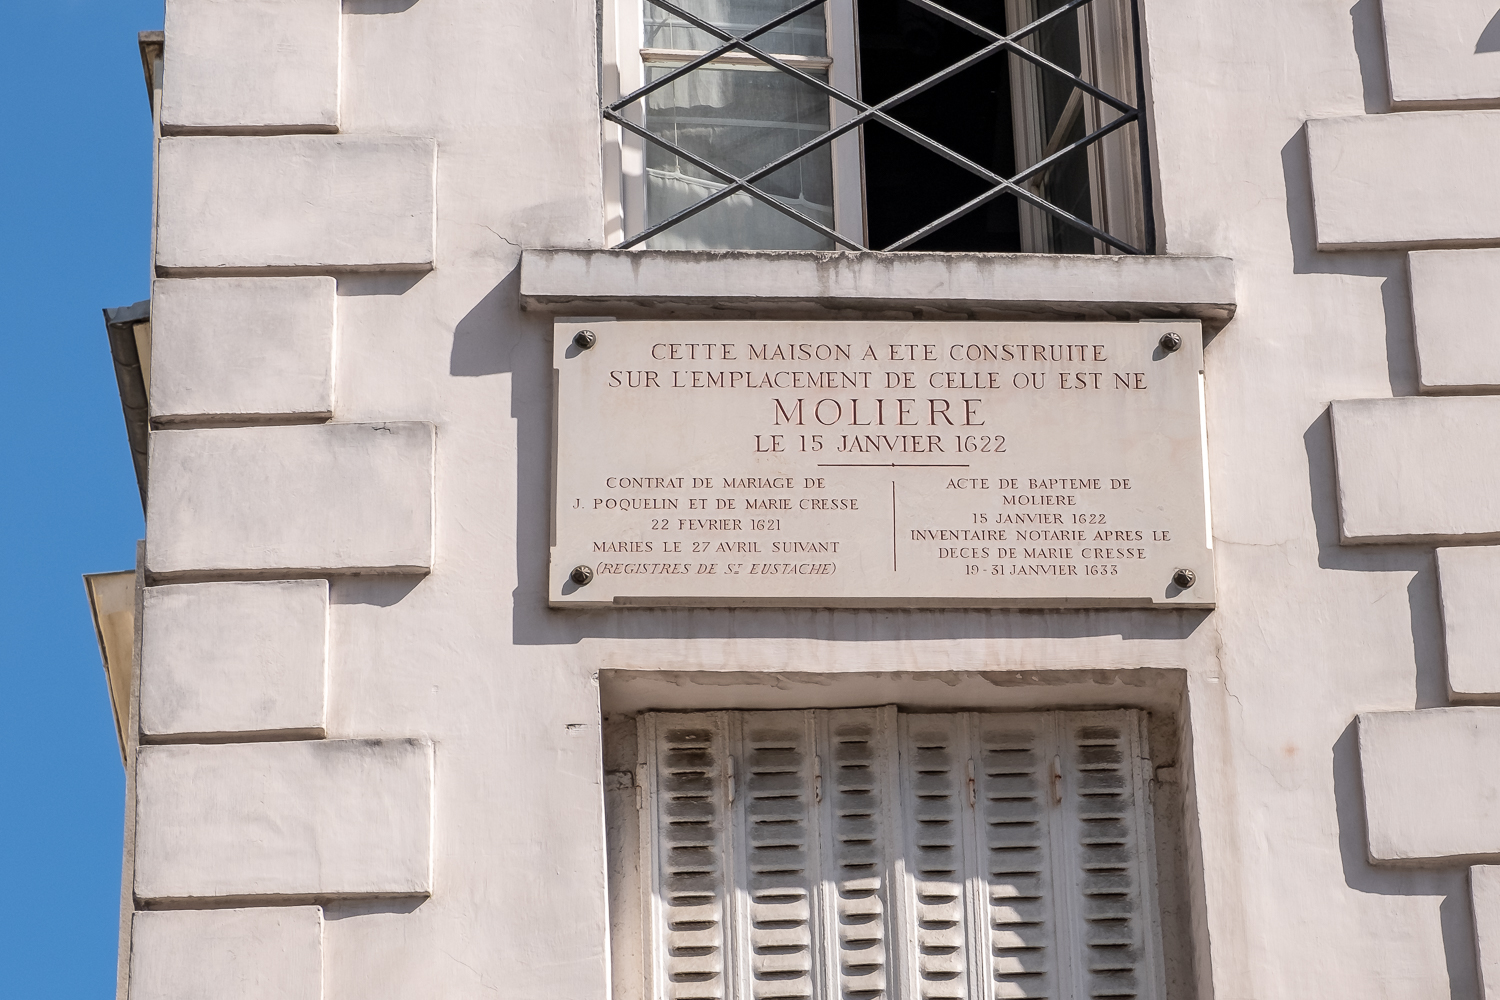 CETTE MAISON A ETE CONSTRUITE
SUR L'EMPLACEMENT DE CELLE OU EST NE
MOLIERE
LE 15 JANVIER 1622
CONTRAT DE MARIAGE DE
J. POQUELIN ET DE MARIE CRESSE
22 FEVRIER 1621
MARIES LE 27 AVRIL SUIVANT
(REGISTRES DE ST EUSTACHE)
ACTE DE BAPTEME DE
MOLIERE
15 JANVIER 1622
INVENTAIRE NOTARIE APRES LE
DECES DE MARIE CRESSE
19-31 JANVIER 1633